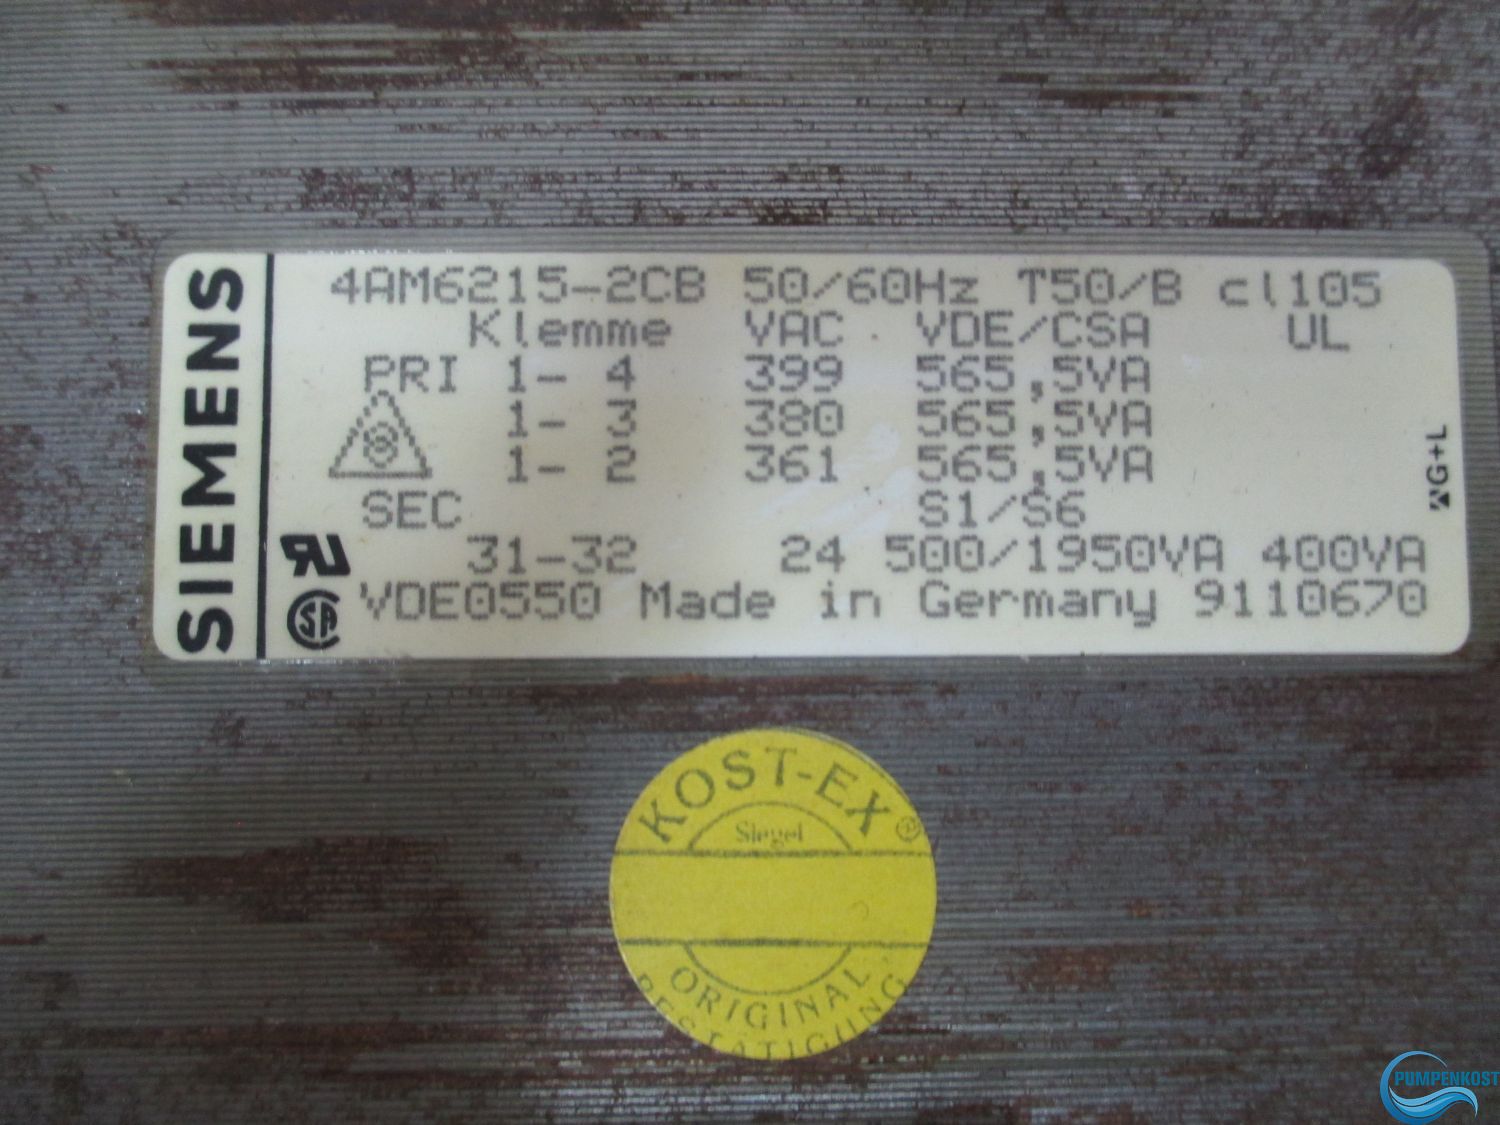 SIEMENS
4AM6215-2CB 50/60Hz T50/B cl105
Klemme VAC VDE/CSA UL
PRI 1- 4 399 565,5VA
1- 3 380 565,5VA
1- 2 361 565,5VA
SEC S1/S6
31-32 24 500/1950VA 400VA
VDE0550 Made in Germany 9110670
G+L
KOST-EX®
Siegel
ORIGINAL
PUMPENKOST